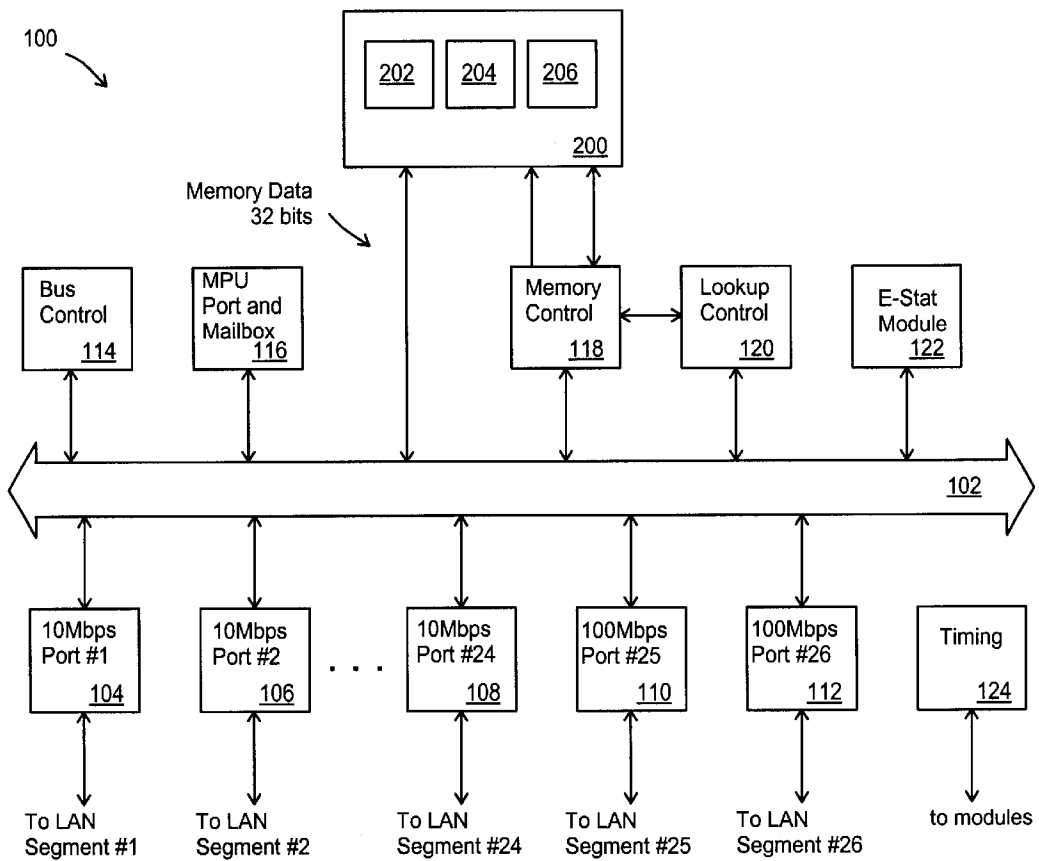 100
202
204
206
200
Memory Data
32 bits
Bus
Control
114
MPU
Port and
Mailbox
116
Memory
Control
118
Lookup
Control
120
E-Stat
Module
122
102
10Mbps
Port #1
104
10Mbps
Port #2
106
. . .
10Mbps
Port #24
108
100Mbps
Port #25
110
100Mbps
Port #26
112
Timing
124
To LAN
Segment #1
To LAN
Segment #2
To LAN
Segment #24
To LAN
Segment #25
To LAN
Segment #26
to modules